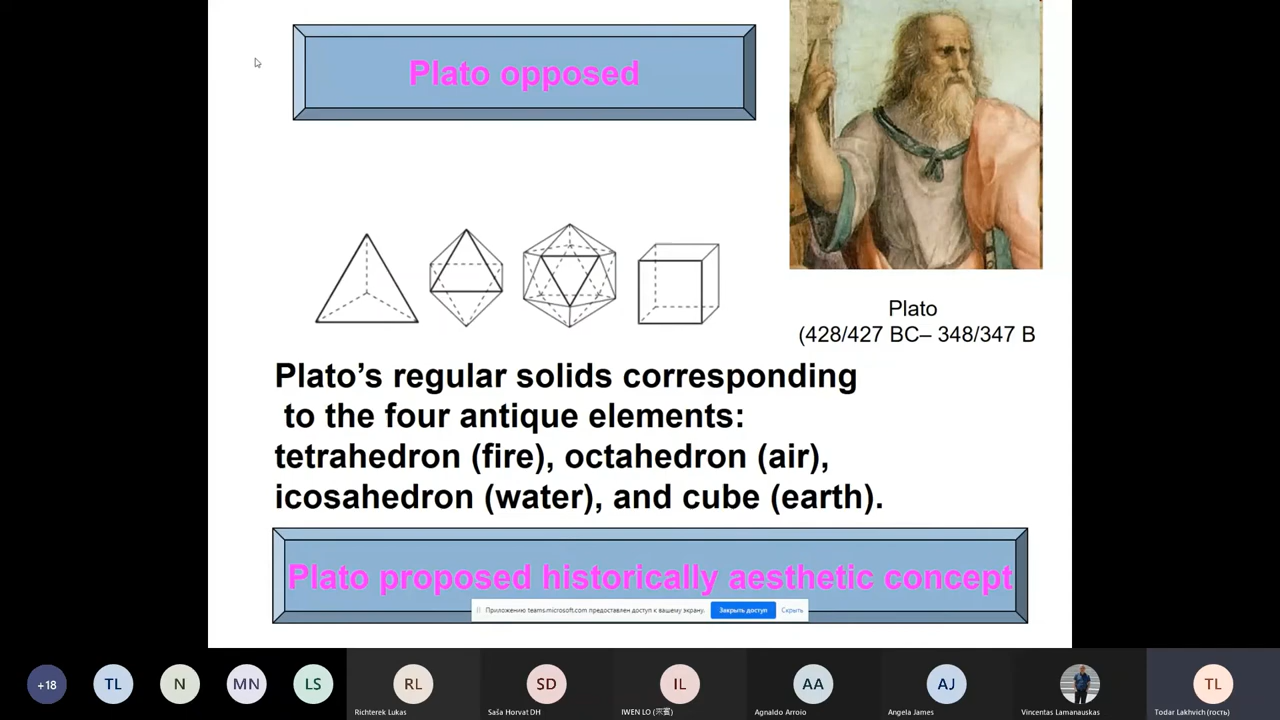 Plato opposed
Plato
(428/427 BC– 348/347 B
Plato’s regular solids corresponding
to the four antique elements:
tetrahedron (fire), octahedron (air),
icosahedron (water), and cube (earth).
Plato proposed historically aesthetic concept
Приложению teams.microsoft.com предоставлен доступ к вашему экрану.
Закрыть доступ
Скрыть
+18
TL
N
MN
LS
RL
SD
IL
AA
AJ
TL
Richterek Lukas
Saša Horvat DH
IWEN LO
Agnaldo Arroio
Angela James
Vincentas Lamanauskas
Todar Lakhvich (гость)